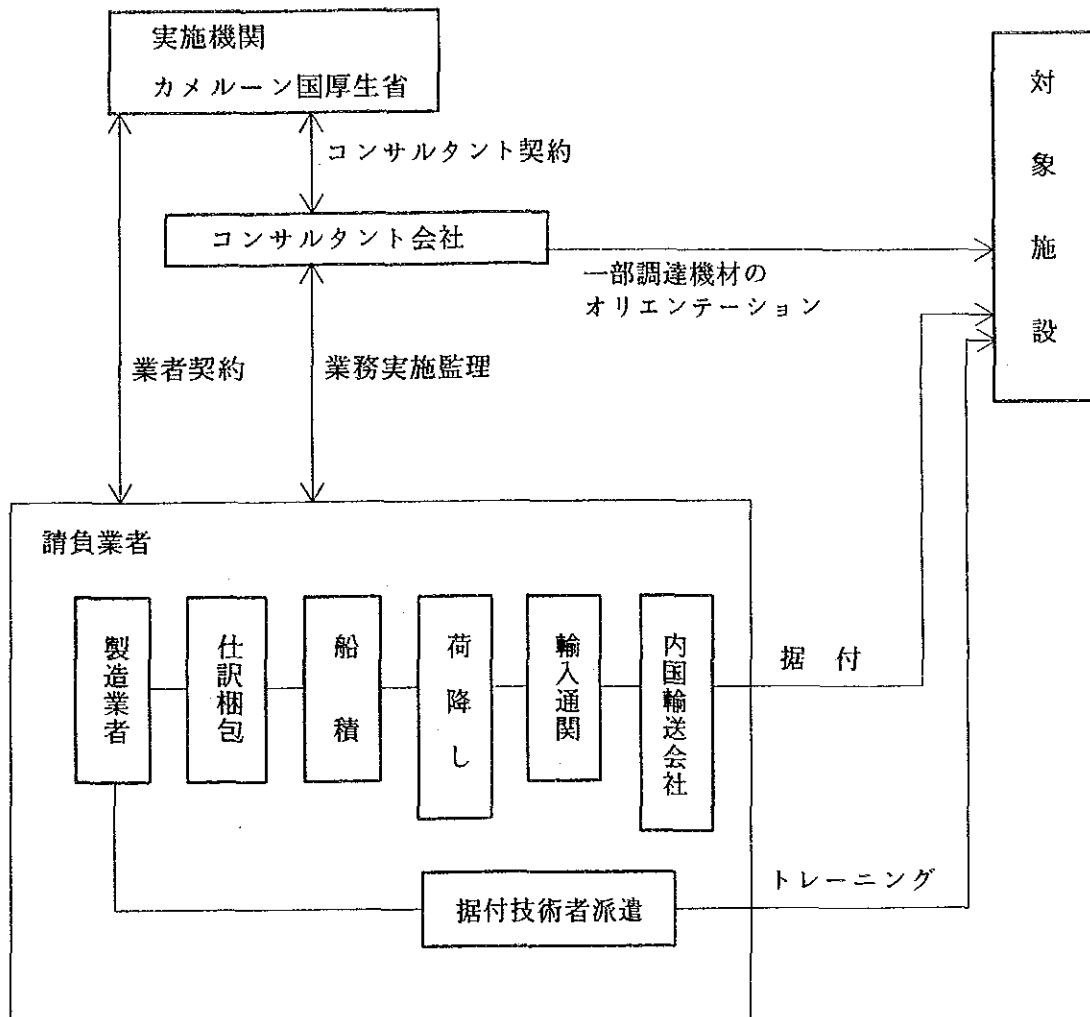 実施機関
カメルーン国厚生省
対象施設
コンサルタント契約
コンサルタント会社
一部調達機材の
オリエンテーション
業者契約
業務実施監理
請負業者
製造業者
仕訳梱包
船積
荷降し
輸入通関
内国輸送会社
据付
トレーニング
据付技術者派遣